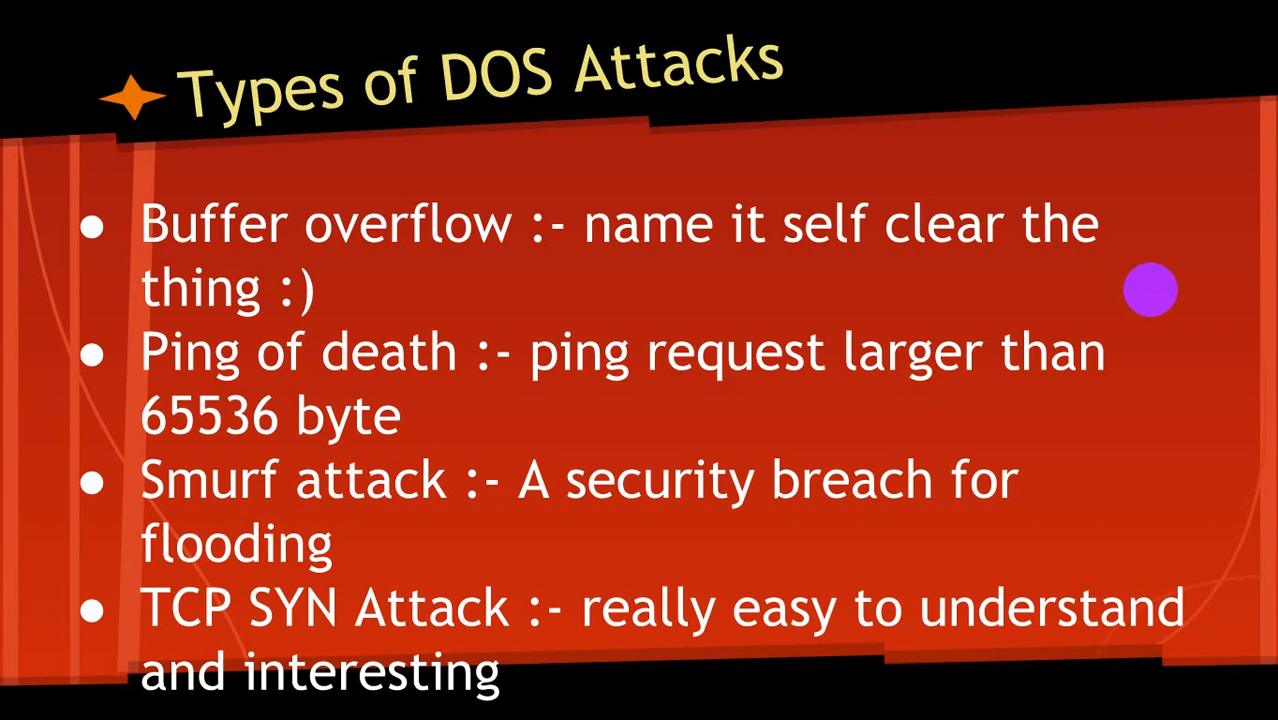 Types of DOS Attacks
● Buffer overflow :- name it self clear the
thing :)
● Ping of death :- ping request larger than
65536 byte
● Smurf attack :- A security breach for
flooding
● TCP SYN Attack :- really easy to understand
and interesting